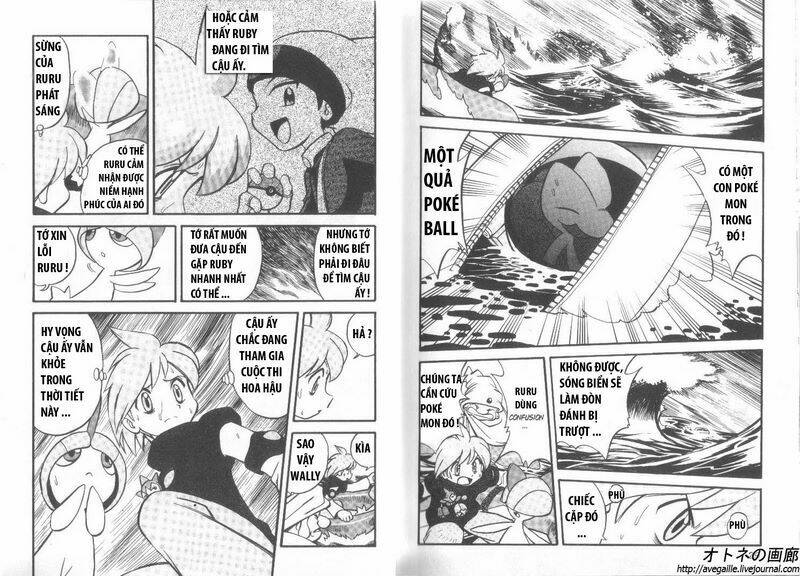 SỪNG
CỦA
RURU
PHÁT
SÁNG
CÓ THỂ
RURU CẢM
NHẬN ĐƯỢC
NIỀM HẠNH
PHÚC CỦA
AI ĐÓ
HOẶC CẢM
THẤY RUBY
ĐANG ĐI TÌM
CẬU ẤY.
TỚ XIN
LỖI
RURU !
TỚ RẤT MUỐN
ĐƯA CẬU ĐẾN
GẶP RUBY
NHANH NHẤT
CÓ THỂ ...
NHƯNG TỚ
KHÔNG BIẾT
PHẢI ĐI ĐÂU
ĐỂ TÌM CẬU
ẤY !
HY VỌNG
CẬU ẤY VẪN
KHỎE
TRONG
THỜI TIẾT
NÀY ...
CẬU ẤY
CHẮC ĐANG
THAM GIA
CUỘC THI
HOA HẬU
HẢ ?
SAO
VẬY
WALLY
KÌA
MỘT
QUẢ
POKÉ
BALL
CÓ MỘT
CON POKÉ
MON TRONG
ĐÓ !
CHÚNG TA
CẦN CỨU
POKÉ
MON ĐÓ !
RURU
DÙNG
CONFUSION
KHÔNG ĐƯỢC,
SÓNG BIỂN SẼ
LÀM ĐÒN
ĐÁNH BỊ
TRƯỢT ...
CHIẾC
CẶP ĐÓ
...
PHÙ
PHÙ
オトネの画廊
http://avegaille.livejournal.com